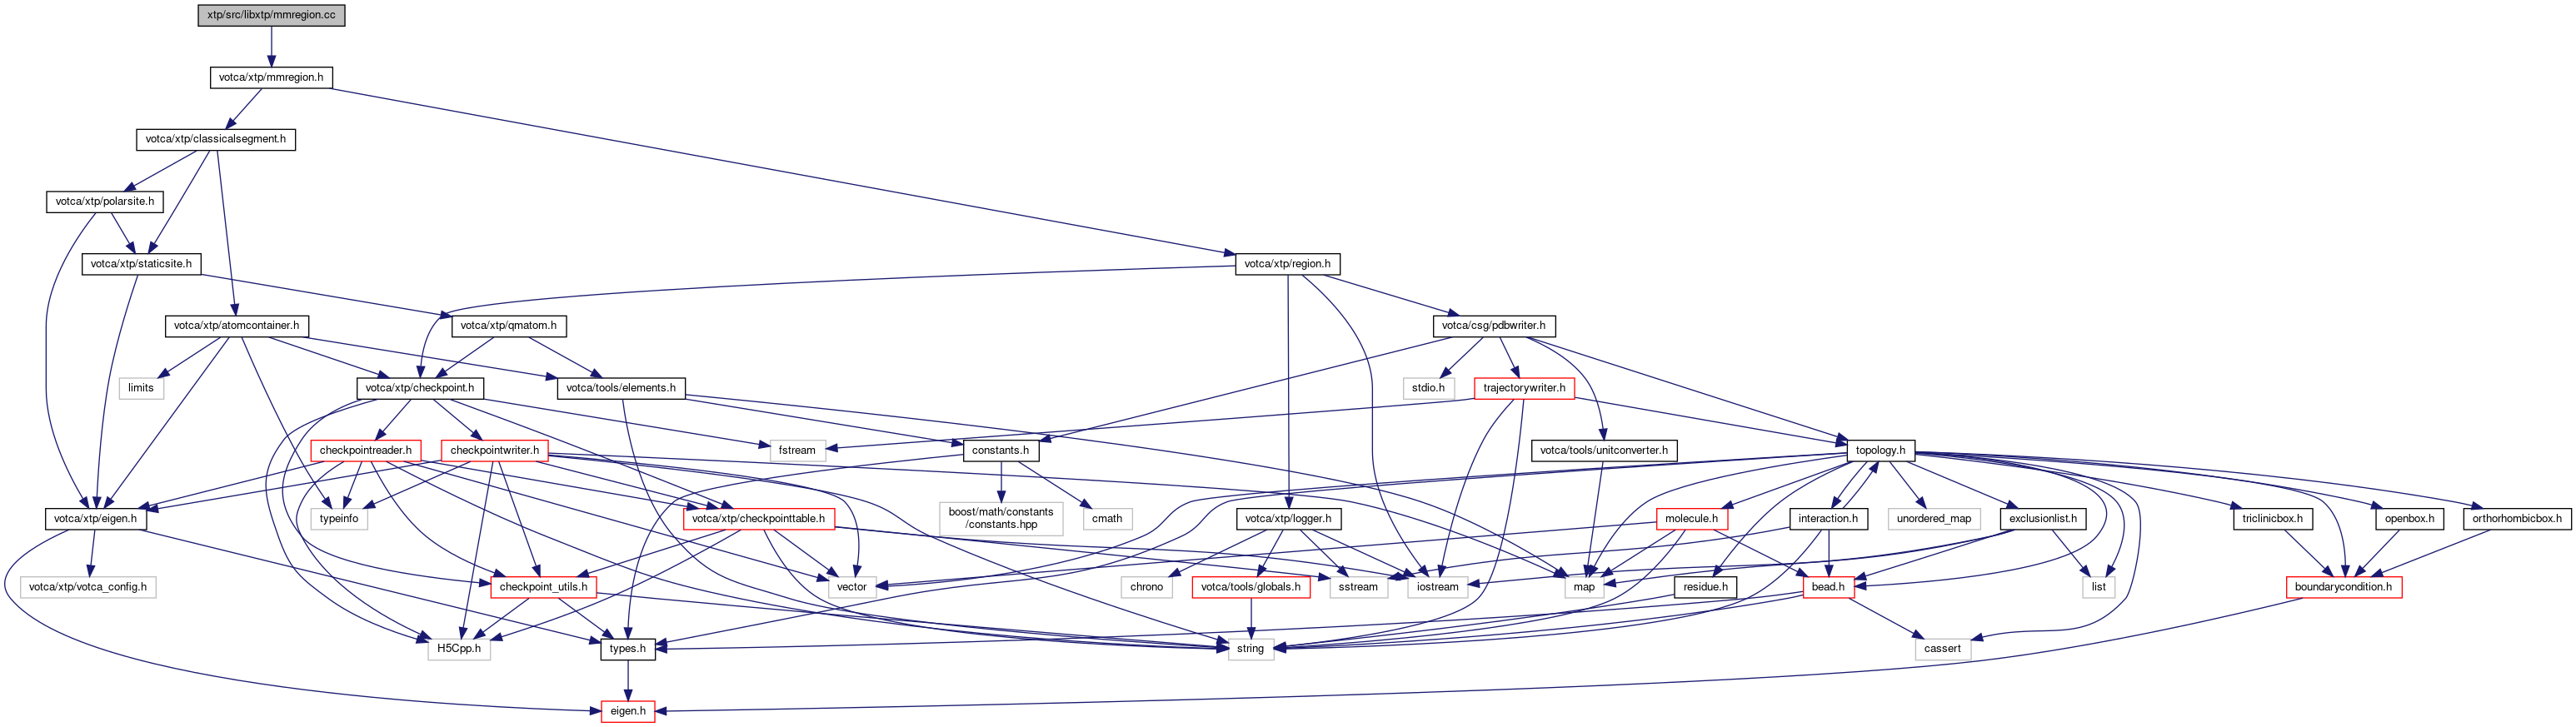 xtp/src/libxtp/mmregion.cc
votca/xtp/mmregion.h
votca/xtp/classicalsegment.h
votca/xtp/polarsite.h
votca/xtp/staticsite.h
votca/xtp/region.h
votca/xtp/atomcontainer.h
votca/xtp/qmatom.h
votca/csg/pdbwriter.h
limits
votca/xtp/checkpoint.h
votca/tools/elements.h
stdio.h
trajectorywriter.h
checkpointreader.h
checkpointwriter.h
fstream
constants.h
votca/tools/unitconverter.h
topology.h
votca/xtp/eigen.h
typeinfo
votca/xtp/checkpointtable.h
boost/math/constants
/constants.hpp
cmath
votca/xtp/logger.h
molecule.h
interaction.h
unordered_map
exclusionlist.h
triclinicbox.h
openbox.h
orthorhombicbox.h
votca/xtp/votca_config.h
checkpoint_utils.h
vector
chrono
votca/tools/globals.h
sstream
iostream
map
residue.h
bead.h
list
boundarycondition.h
H5Cpp.h
types.h
string
cassert
eigen.h